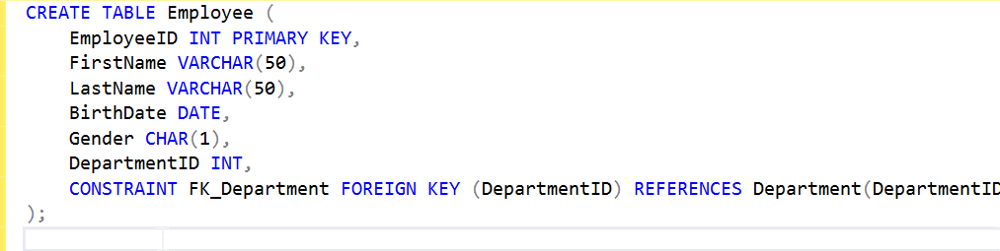 CREATE TABLE Employee (
    EmployeeID INT PRIMARY KEY,
    FirstName VARCHAR(50),
    LastName VARCHAR(50),
    BirthDate DATE,
    Gender CHAR(1),
    DepartmentID INT,
    CONSTRAINT FK_Department FOREIGN KEY (DepartmentID) REFERENCES Department(DepartmentID
);